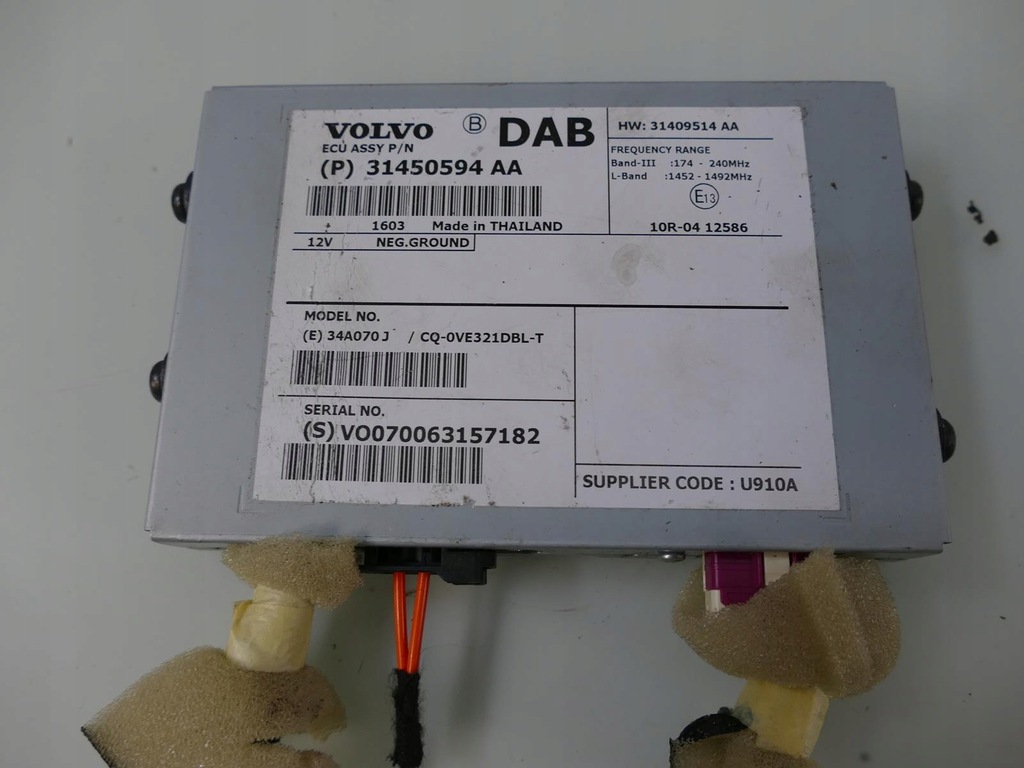 VOLVO Ⓑ DAB
ECU ASSY P/N
(P) 31450594 AA
1603 Made in THAILAND
12V NEG.GROUND
HW: 31409514 AA
FREQUENCY RANGE
Band-III :174 - 240MHz
L-Band :1452 - 1492MHz
E13
10R-04 12586
MODEL NO.
(E) 34A070J / CQ-0VE321DBL-T
SERIAL NO.
(S) VO070063157182
SUPPLIER CODE : U910A